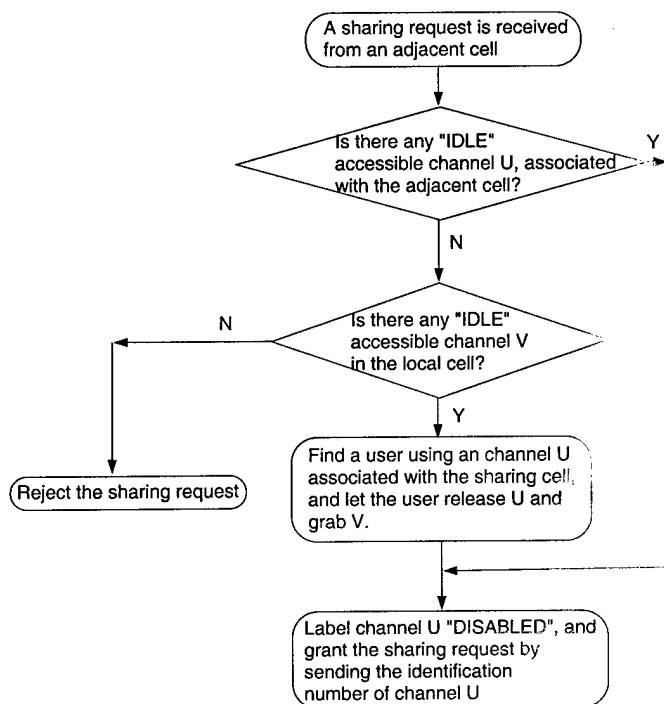 A sharing request is received
from an adjacent cell
Is there any "IDLE"
accessible channel U, associated
with the adjacent cell?
Y
N
Is there any "IDLE"
accessible channel V
in the local cell?
N
Y
Find a user using an channel U
associated with the sharing cell,
and let the user release U and
grab V.
Reject the sharing request
Label channel U "DISABLED", and
grant the sharing request by
sending the identification
number of channel U